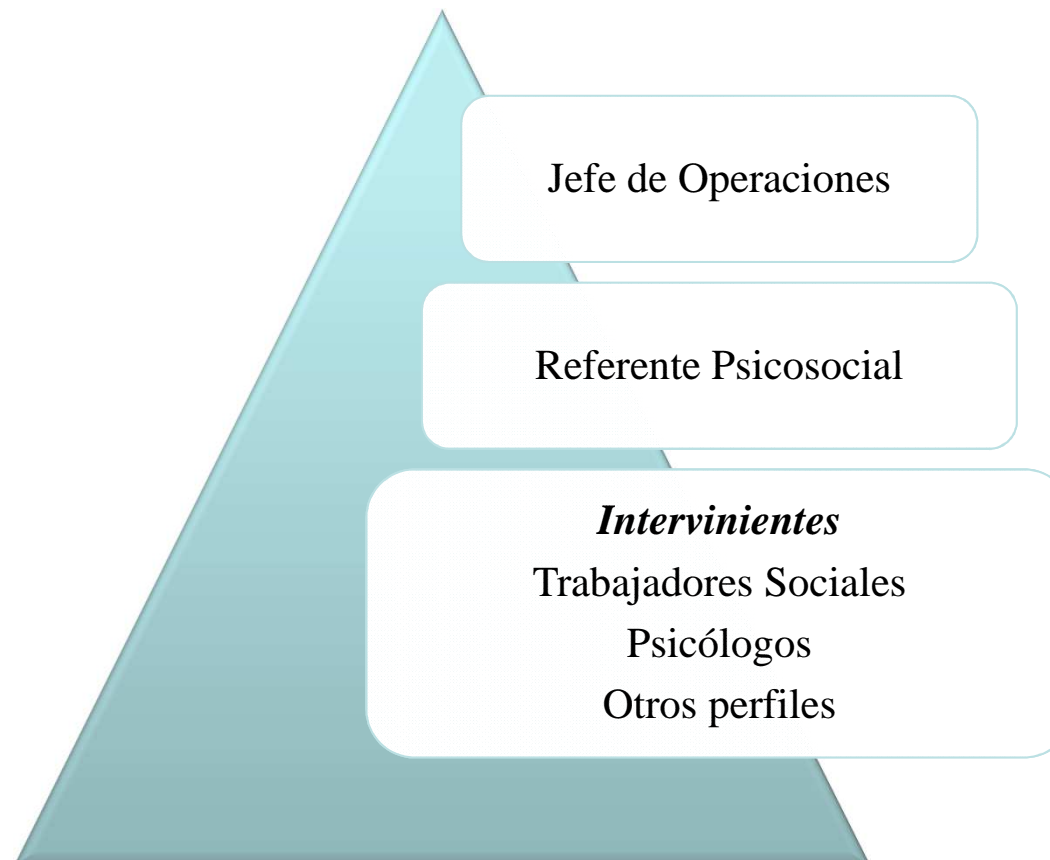 Jefe de Operaciones
Referente Psicosocial
Intervinientes
Trabajadores Sociales
Psicólogos
Otros perfiles